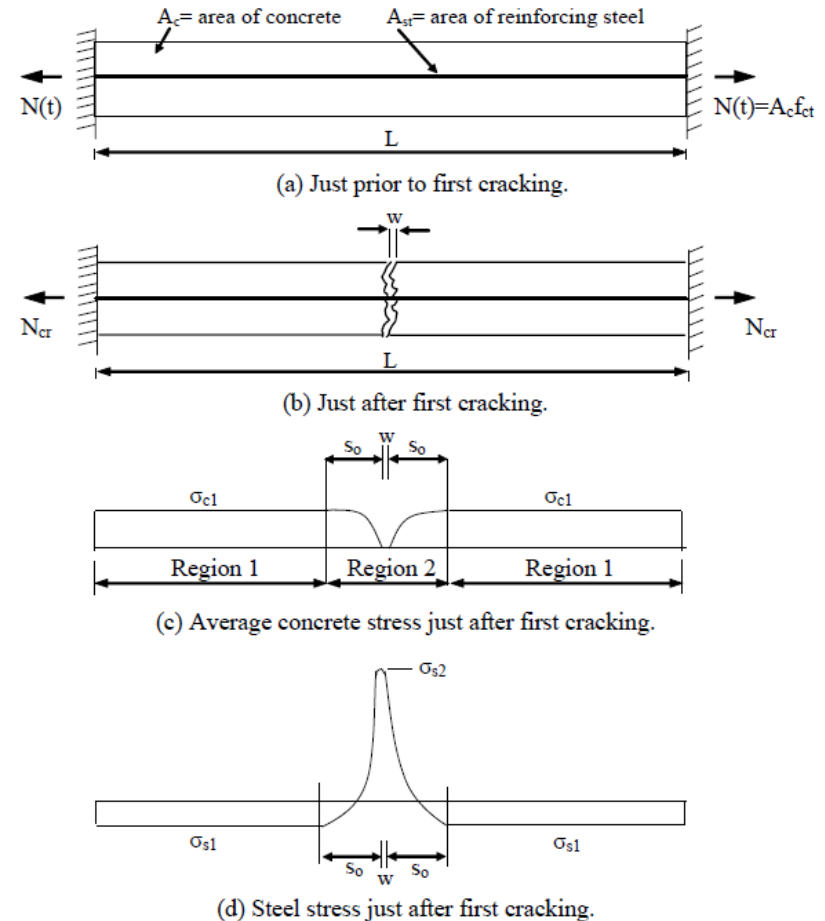 A_c= area of concrete A_st= area of reinforcing steel
N(t) N(t)=A_cf_ct
L
(a) Just prior to first cracking.
w
N_cr N_cr
L
(b) Just after first cracking.
w
s_o s_o
σ_c1 σ_c1
Region 1 Region 2 Region 1
(c) Average concrete stress just after first cracking.
σ_s2
σ_s1 σ_s1
s_o w s_o
(d) Steel stress just after first cracking.